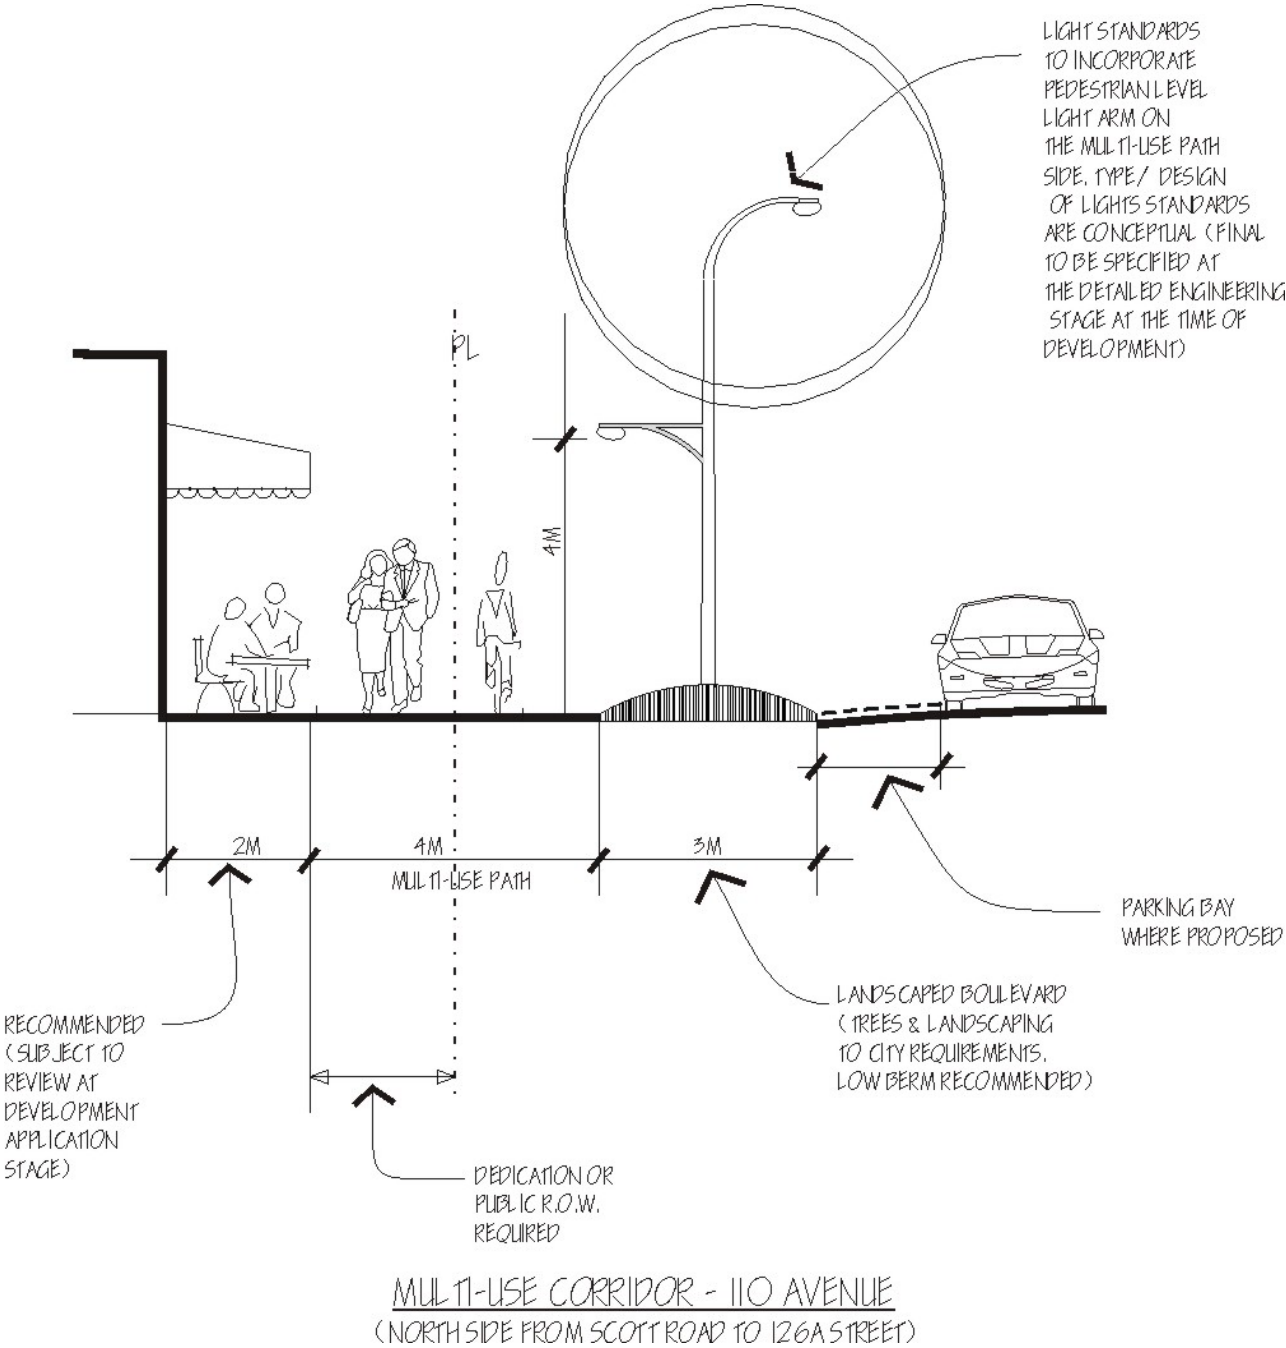 LIGHT STANDARDS
TO INCORPORATE
PEDESTRIAN LEVEL
LIGHT ARM ON
THE MULTI-USE PATH
SIDE. TYPE/ DESIGN
OF LIGHTS STANDARDS
ARE CONCEPTUAL (FINAL
TO BE SPECIFIED AT
THE DETAILED ENGINEERING
STAGE AT THE TIME OF
DEVELOPMENT)
PL
4M
2M
4M
3M
MULTI-USE PATH
PARKING BAY
WHERE PROPOSED
LANDSCAPED BOULEVARD
(TREES & LANDSCAPING
TO CITY REQUIREMENTS.
LOW BERM RECOMMENDED)
RECOMMENDED
(SUBJECT TO
REVIEW AT
DEVELOPMENT
APPLICATION
STAGE)
DEDICATION OR
PUBLIC R.O.W.
REQUIRED
MULTI-USE CORRIDOR - 110 AVENUE
(NORTH SIDE FROM SCOTT ROAD TO 126A STREET)